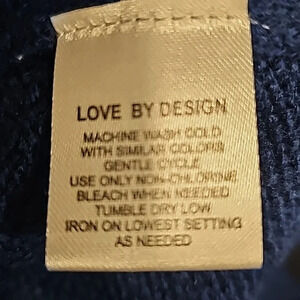 LOVE BY DESIGN
MACHINE WASH COLD
WITH SIMILAR COLORS
GENTLE CYCLE
USE ONLY NON-CHLORINE
BLEACH WHEN NEEDED
TUMBLE DRY LOW
IRON ON LOWEST SETTING
AS NEEDED